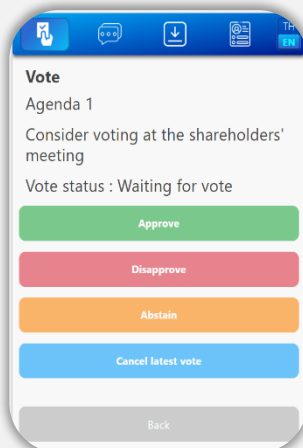 TH
EN
Vote
Agenda 1
Consider voting at the shareholders'
meeting
Vote status : Waiting for vote
Approve
Disapprove
Abstain
Cancel latest vote
Back